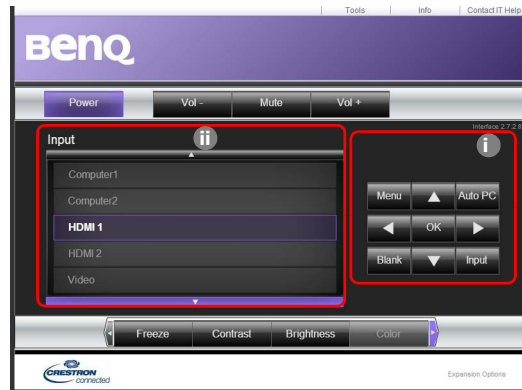 Tools Info Contact IT Help
BenQ
Power Vol - Mute Vol +
Interface 2.7.2.8
Input ii i
Computer1
Computer2
HDMI 1
HDMI 2
Video
Menu Auto PC
OK
Blank Input
Freeze Contrast Brightness Color
CRESTRON
connected
Expansion Options